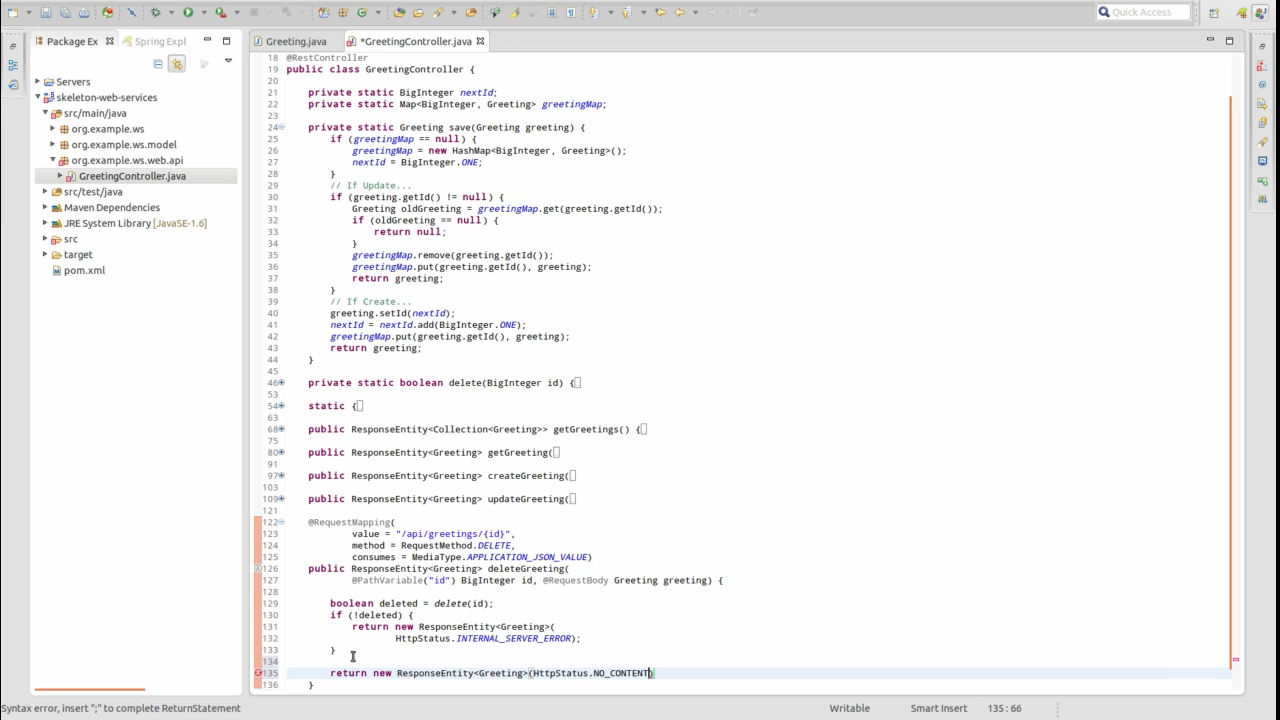 Quick Access
Package Ex
Spring Expl
Servers
skeleton-web-services
src/main/java
org.example.ws
org.example.ws.model
org.example.ws.web.api
GreetingController.java
src/test/java
Maven Dependencies
JRE System Library [JavaSE-1.6]
src
target
pom.xml
Greeting.java
*GreetingController.java
18 @RestController
19 public class GreetingController {
20
21 private static BigInteger nextId;
22 private static Map<BigInteger, Greeting> greetingMap;
23
24 private static Greeting save(Greeting greeting) {
25 if (greetingMap == null) {
26 greetingMap = new HashMap<BigInteger, Greeting>();
27 nextId = BigInteger.ONE;
28 }
29 // If Update...
30 if (greeting.getId() != null) {
31 Greeting oldGreeting = greetingMap.get(greeting.getId());
32 if (oldGreeting == null) {
33 return null;
34 }
35 greetingMap.remove(greeting.getId());
36 greetingMap.put(greeting.getId(), greeting);
37 return greeting;
38 }
39 // If Create...
40 greeting.setId(nextId);
41 nextId = nextId.add(BigInteger.ONE);
42 greetingMap.put(greeting.getId(), greeting);
43 return greeting;
44 }
45
46 private static boolean delete(BigInteger id) {
53
54 static {
63
68 public ResponseEntity<Collection<Greeting>> getGreetings() {
75
80 public ResponseEntity<Greeting> getGreeting(
91
97 public ResponseEntity<Greeting> createGreeting(
103
109 public ResponseEntity<Greeting> updateGreeting(
121
122 @RequestMapping(
123 value = "/api/greetings/{id}",
124 method = RequestMethod.DELETE,
125 consumes = MediaType.APPLICATION_JSON_VALUE)
126 public ResponseEntity<Greeting> deleteGreeting(
127 @PathVariable("id") BigInteger id, @RequestBody Greeting greeting) {
128
129 boolean deleted = delete(id);
130 if (!deleted) {
131 return new ResponseEntity<Greeting>(
132 HttpStatus.INTERNAL_SERVER_ERROR);
133 }
134
135 return new ResponseEntity<Greeting>(HttpStatus.NO_CONTENT)
136 }
Syntax error, insert ";" to complete ReturnStatement
Writable
Smart Insert
135 : 66